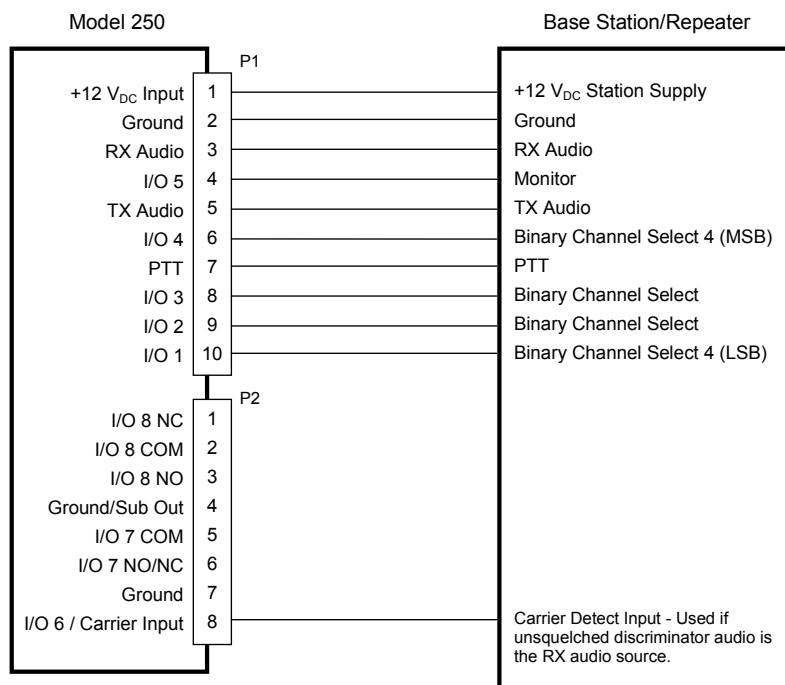 Model 250
Base Station/Repeater
P1
+12 VDC Input 1 +12 VDC Station Supply
Ground 2 Ground
RX Audio 3 RX Audio
I/O 5 4 Monitor
TX Audio 5 TX Audio
I/O 4 6 Binary Channel Select 4 (MSB)
PTT 7 PTT
I/O 3 8 Binary Channel Select
I/O 2 9 Binary Channel Select
I/O 1 10 Binary Channel Select 4 (LSB)
P2
I/O 8 NC 1
I/O 8 COM 2
I/O 8 NO 3
Ground/Sub Out 4
I/O 7 COM 5
I/O 7 NO/NC 6
Ground 7
I/O 6 / Carrier Input 8
Carrier Detect Input - Used if
unsquelched discriminator audio is
the RX audio source.